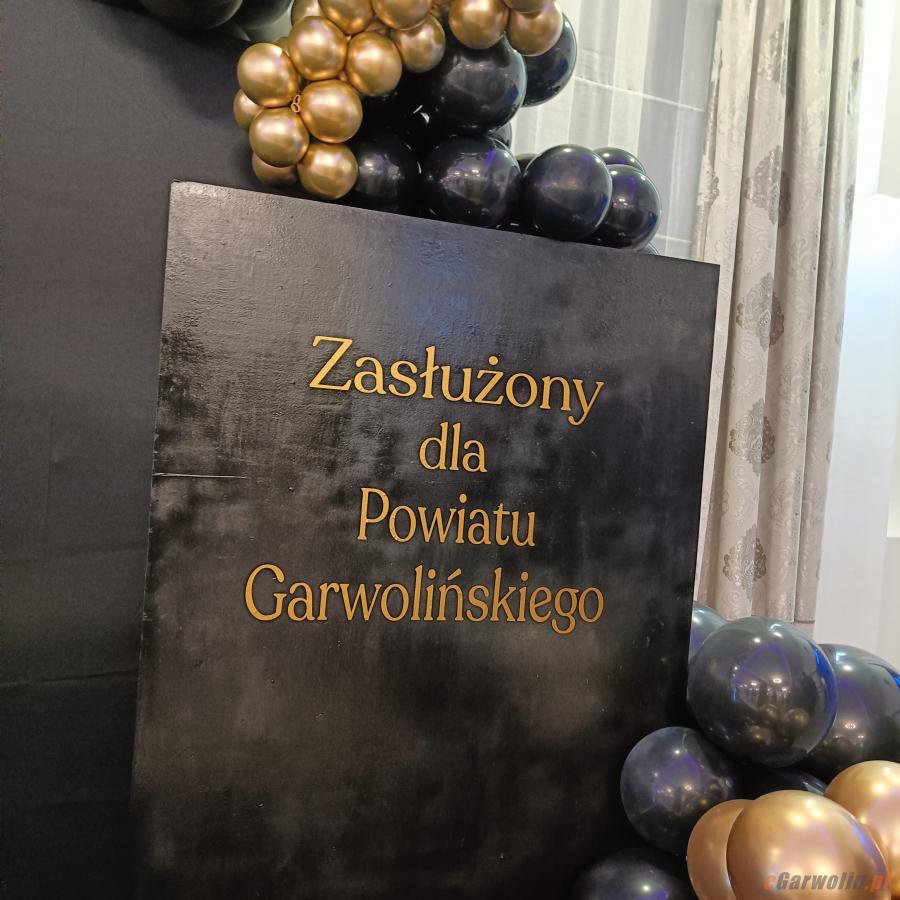 Zasłużony
dla
Powiatu
Garwolińskiego
eGarwolin.pl